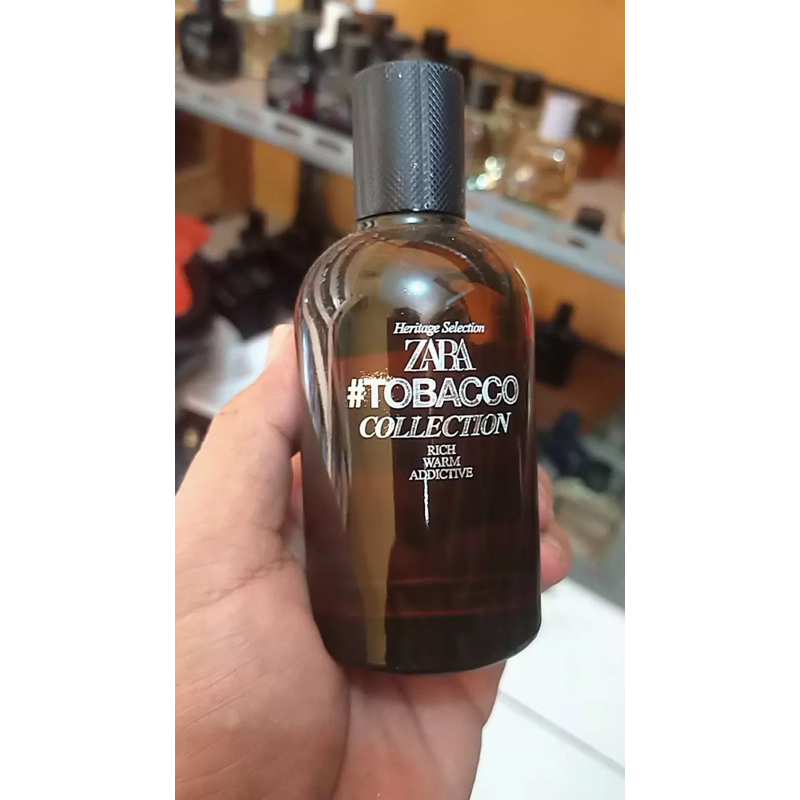 Heritage Selection
ZARA
#TOBACCO
COLLECTION
RICH
WARM
ADDICTIVE